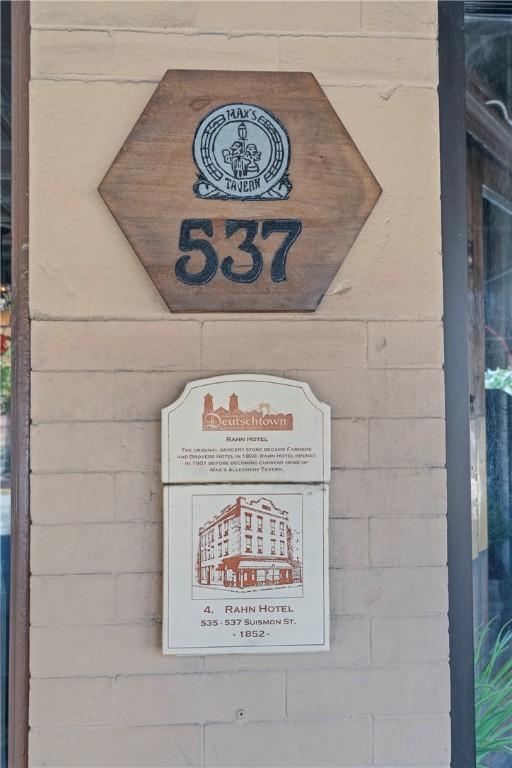 MAX'S
TAVERN
537
Deutschtown
RAHN HOTEL
THE ORIGINAL GROCERY STORE BECAME FARMERS
AND DROVERS HOTEL IN 1869. RAHN HOTEL OPENED
IN 1901 BEFORE BECOMING CURRENT HOME OF
MAX'S ALLEGHENY TAVERN.
4. RAHN HOTEL
535 - 537 SUISMON ST.
- 1852 -